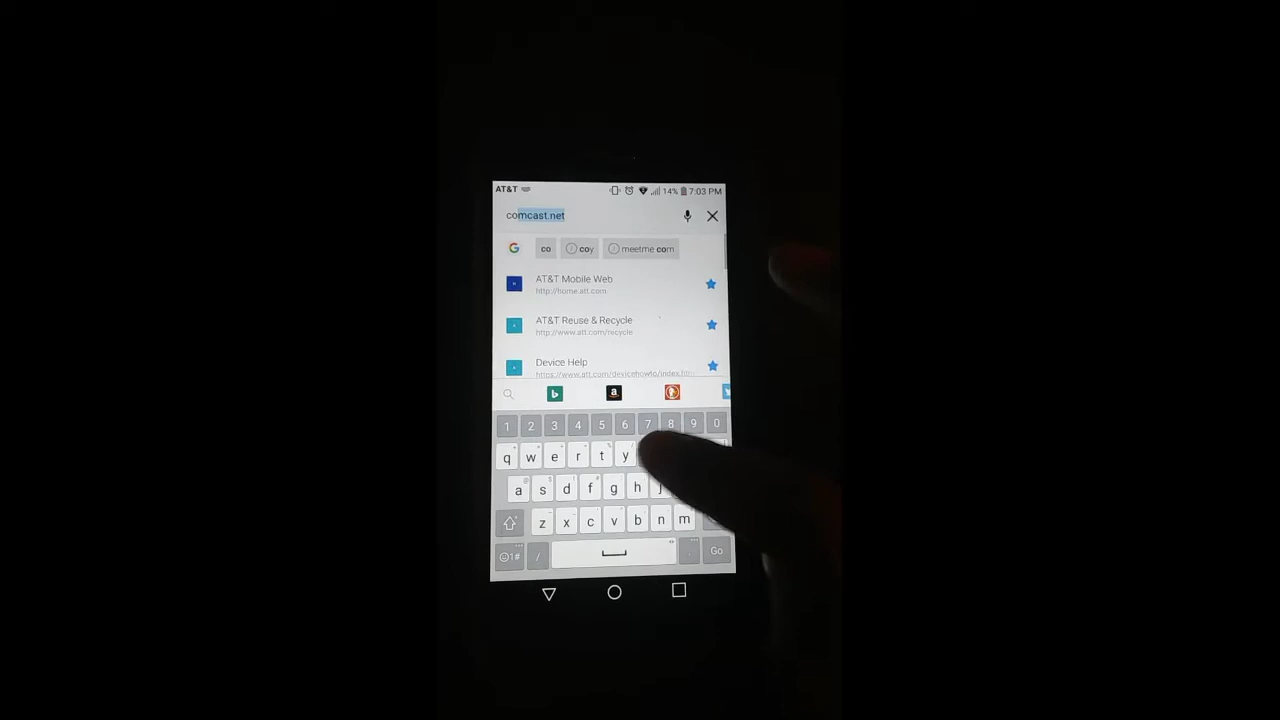 AT&T 14% 7:03 PM
comcast.net
co coy meetme com
AT&T Mobile Web
http://home.att.com
AT&T Reuse & Recycle
http://www.att.com/recycle
Device Help
https://www.att.com/devicehowto/index.htm
1 2 3 4 5 6 7 8 9 0
q w e r t y
a s d f g h j
z x c v b n m
1# / . Go